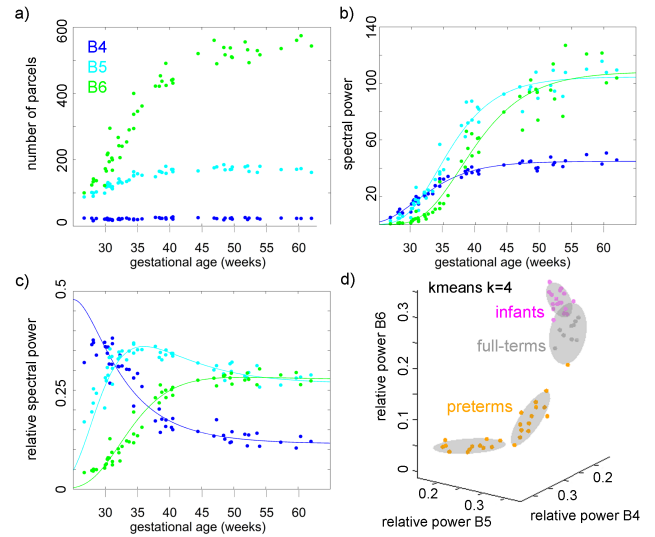 a)
number of parcels
600
400
200
0
B4
B5
B6
30 35 40 45 50 55 60
gestational age (weeks)
b)
spectral power
140
100
60
20
30 35 40 45 50 55 60
gestational age (weeks)
c)
relative spectral power
0.5
0.25
0
30 35 40 45 50 55 60
gestational age (weeks)
d)
kmeans k=4
infants
full-terms
preterms
relative power B6
0.3
0.2
0.1
0
0.2 0.3
relative power B5
0.3 0.2
relative power B4